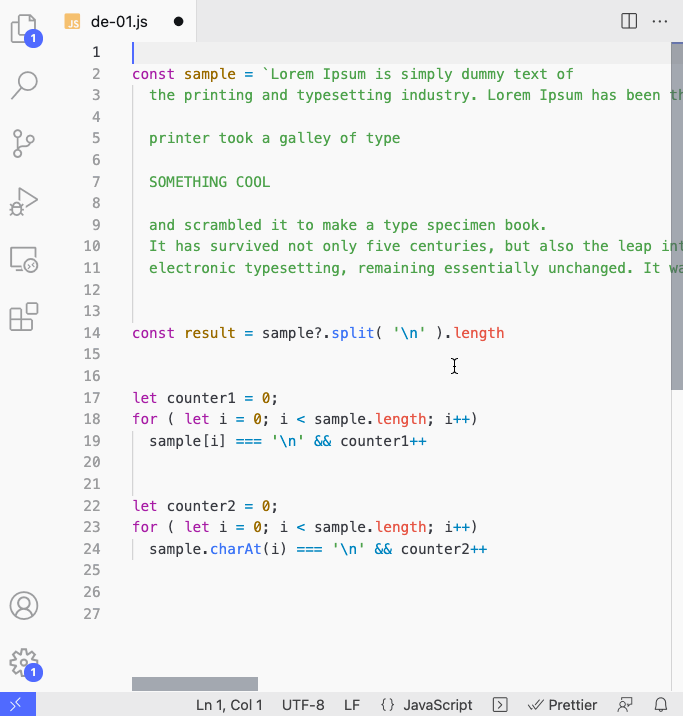 JS de-01.js
1
1
2 const sample = `Lorem Ipsum is simply dummy text of
3 the printing and typesetting industry. Lorem Ipsum has been
4
5 printer took a galley of type
6
7 SOMETHING COOL
8
9 and scrambled it to make a type specimen book.
10 It has survived not only five centuries, but also the leap
11 electronic typesetting, remaining essentially unchanged. It
12
13
14 const result = sample?.split( '\n' ).length
15
16
17 let counter1 = 0;
18 for ( let i = 0; i < sample.length; i++)
19 sample[i] === '\n' && counter1++
20
21
22 let counter2 = 0;
23 for ( let i = 0; i < sample.length; i++)
24 sample.charAt(i) === '\n' && counter2++
25
26
27
1
Ln 1, Col 1 UTF-8 LF {} JavaScript Prettier